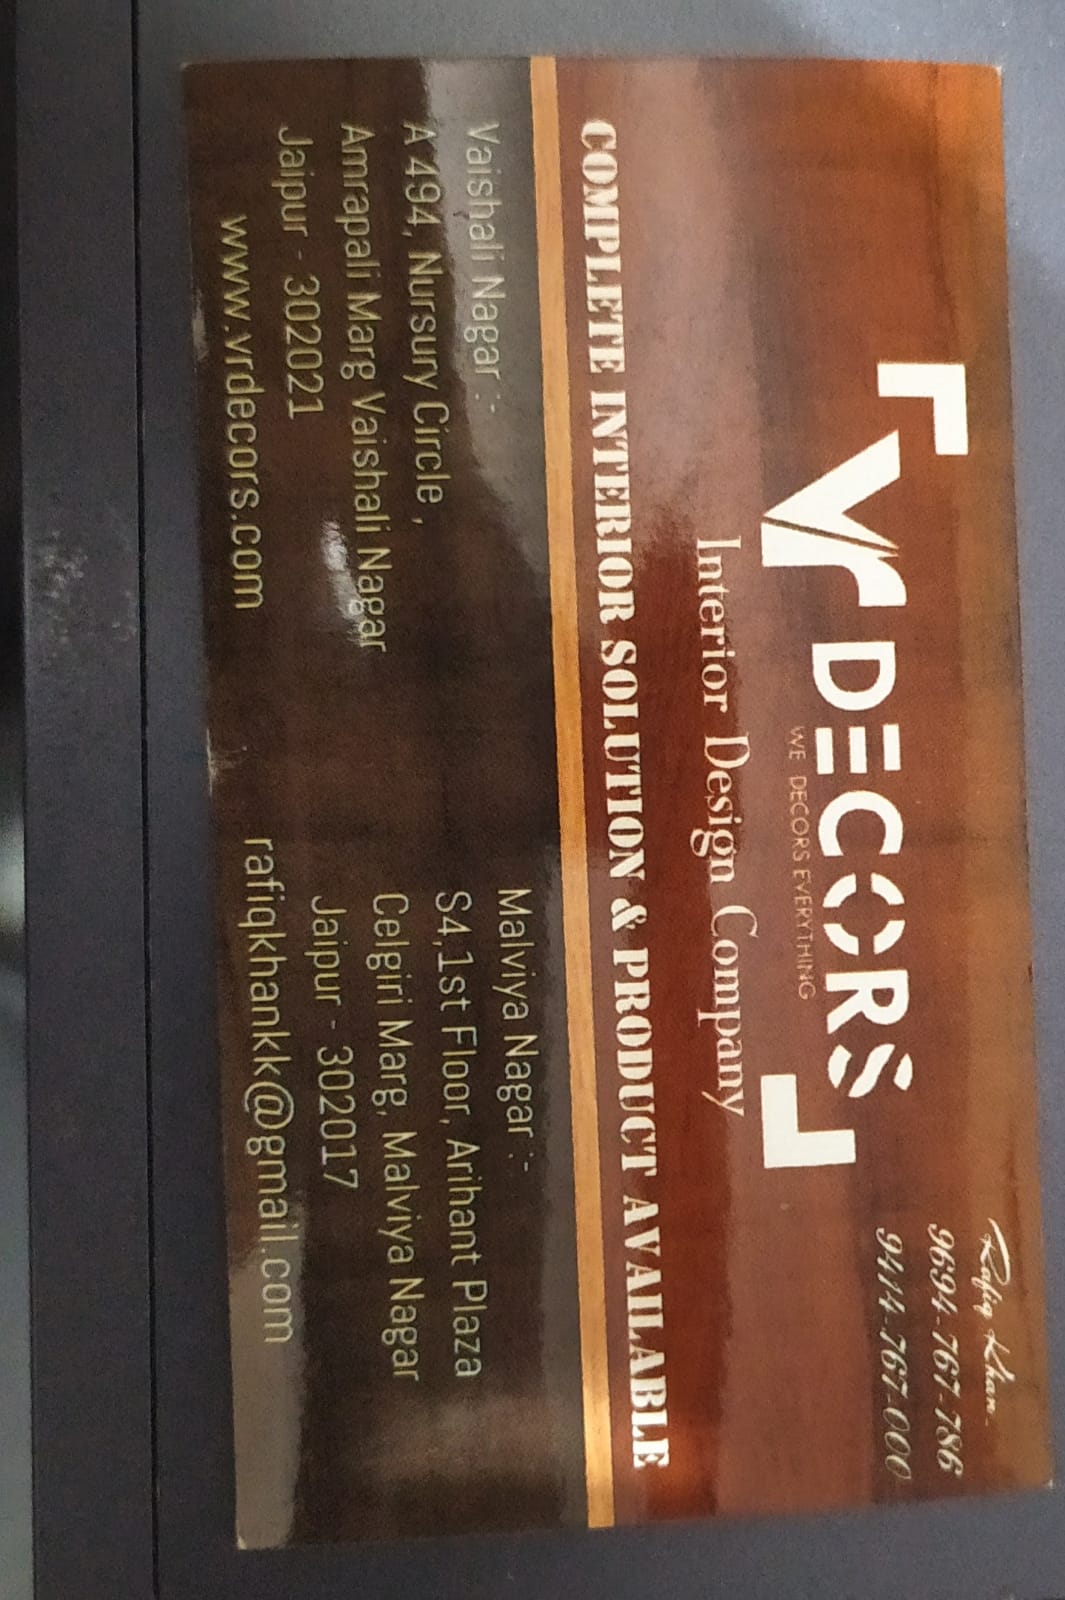 Rafiq Khan
9694-767-786
9414-767-000
Vr DECORS
WE DECORS EVERYTHING
Interior Design Company
COMPLETE INTERIOR SOLUTION & PRODUCT AVAILABLE
Vaishali Nagar :-
A 494, Nursury Circle ,
Amrapali Marg Vaishali Nagar
Jaipur - 302021
www.vrdecors.com
Malviya Nagar :-
S4,1st Floor, Arihant Plaza
Celgiri Marg, Malviya Nagar
Jaipur - 302017
rafiqkhankk@gmail.com